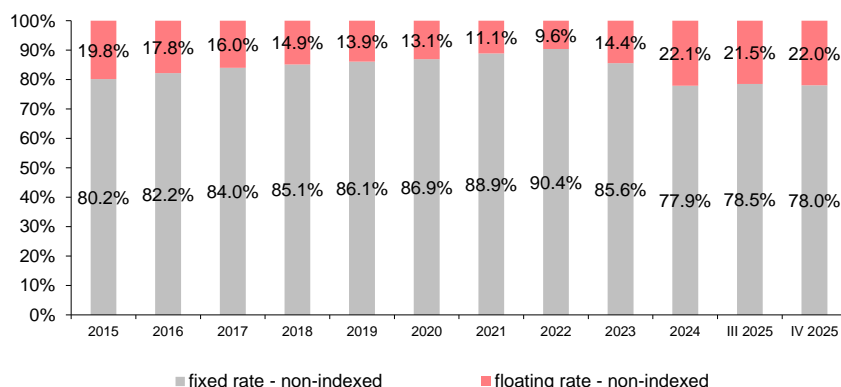 100%
90%
80%
70%
60%
50%
40%
30%
20%
10%
0%
19.8% 17.8% 16.0% 14.9% 13.9% 13.1% 11.1% 9.6% 14.4% 22.1% 21.5% 22.0%
80.2% 82.2% 84.0% 85.1% 86.1% 86.9% 88.9% 90.4% 85.6% 77.9% 78.5% 78.0%
2015 2016 2017 2018 2019 2020 2021 2022 2023 2024 III 2025 IV 2025
fixed rate - non-indexed floating rate - non-indexed